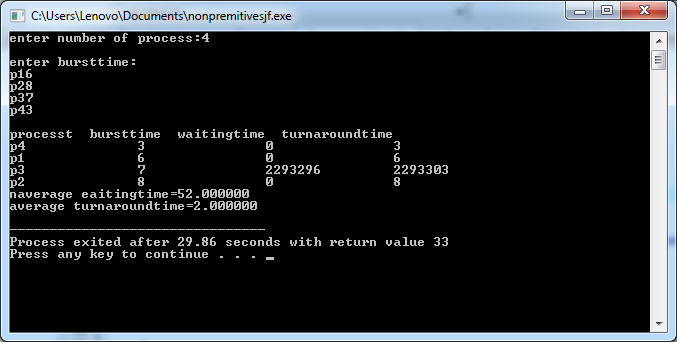 C:\Users\Lenovo\Documents\nonpremitivesjf.exe
enter number of process:4
enter bursttime:
p16
p28
p37
p43
processt bursttime waitingtime turnaroundtime
p4 3 0 3
p1 6 0 6
p3 7 2293296 2293303
p2 8 0 8
naverage eaitingtime=52.000000
average turnaroundtime=2.000000
--------------------------------
Process exited after 29.86 seconds with return value 33
Press any key to continue . . . _